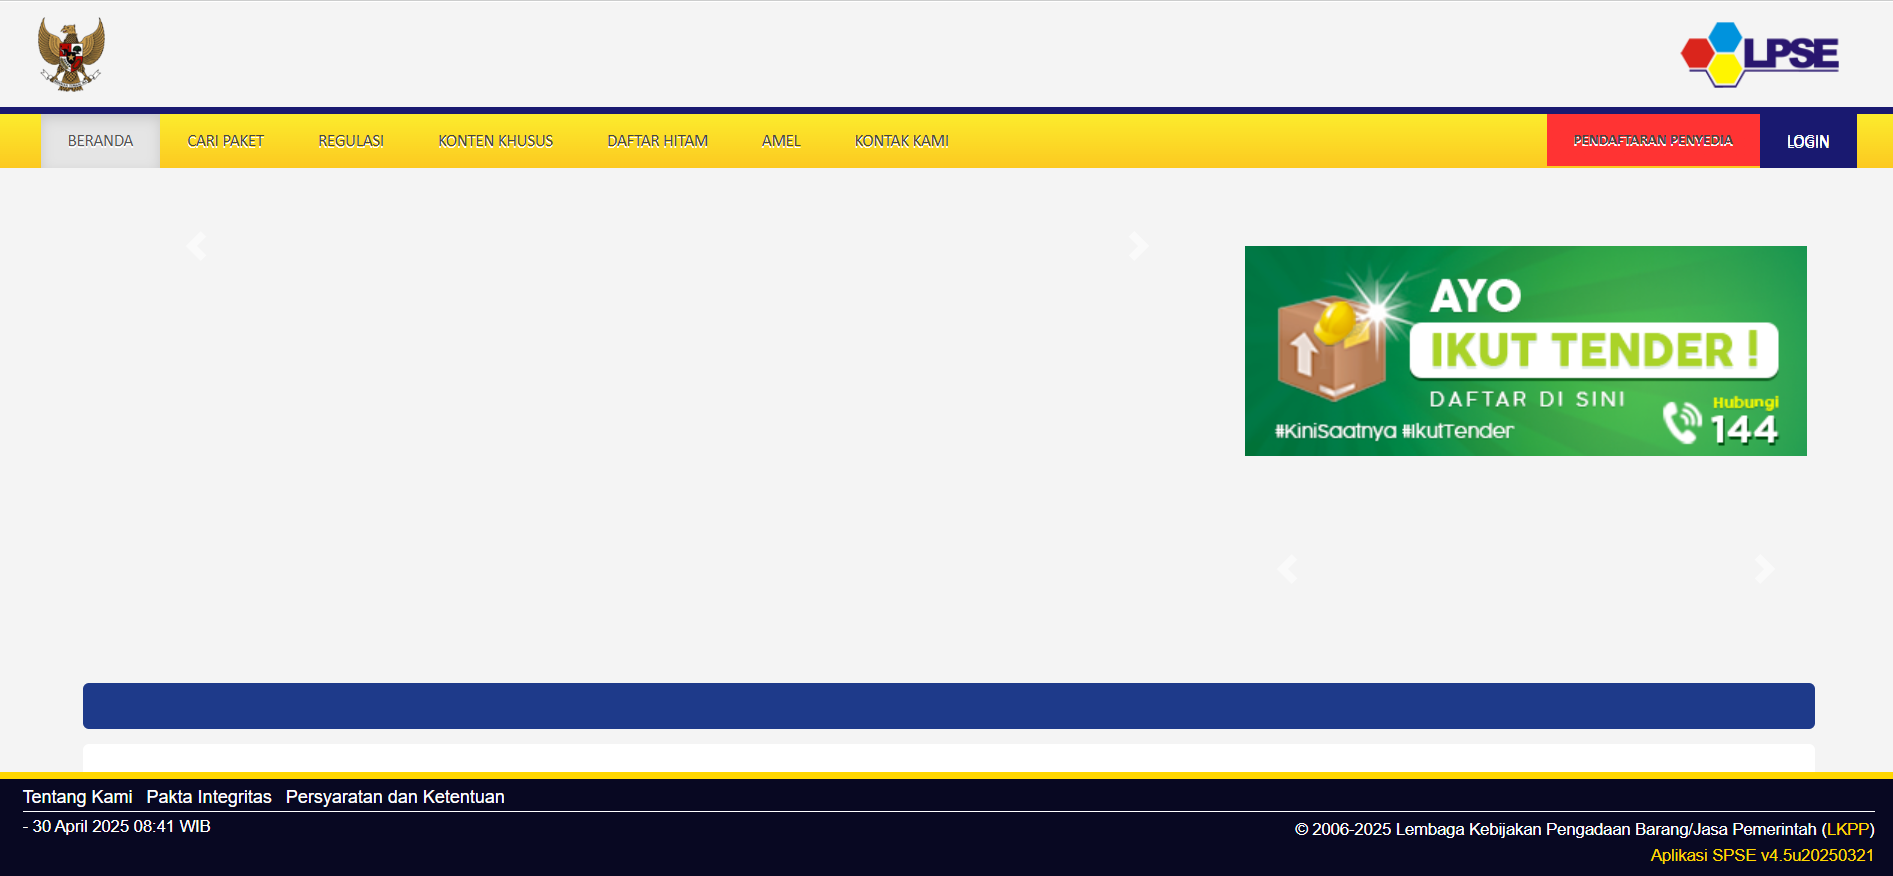 LPSE
BERANDA CARI PAKET REGULASI KONTEN KHUSUS DAFTAR HITAM AMEL KONTAK KAMI PENDAFTARAN PENYEDIA LOGIN
AYO
IKUT TENDER !
DAFTAR DI SINI
Hubungi
144
#KiniSaatnya #IkutTender
Tentang Kami Pakta Integritas Persyaratan dan Ketentuan
- 30 April 2025 08:41 WIB
© 2006-2025 Lembaga Kebijakan Pengadaan Barang/Jasa Pemerintah (LKPP)
Aplikasi SPSE v4.5u20250321